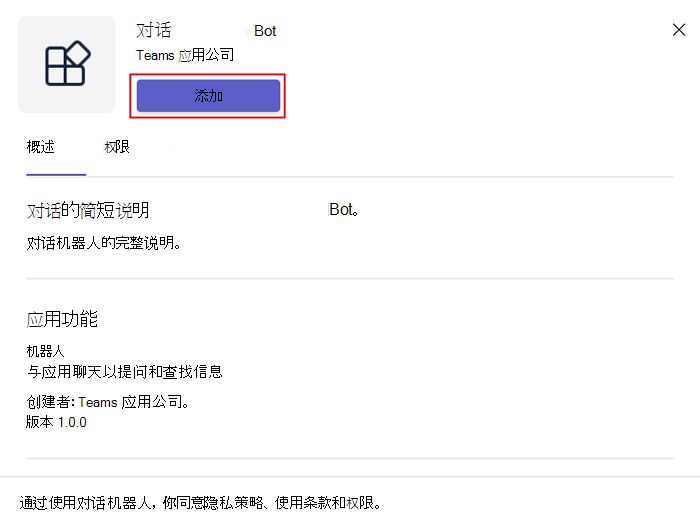 对话 Bot
Teams 应用公司
添加
概述 权限
对话的简短说明 Bot。
对话机器人的完整说明。
应用功能
机器人
与应用聊天以提问和查找信息
创建者: Teams 应用公司。
版本 1.0.0
通过使用对话机器人, 你同意隐私策略、使用条款和权限。